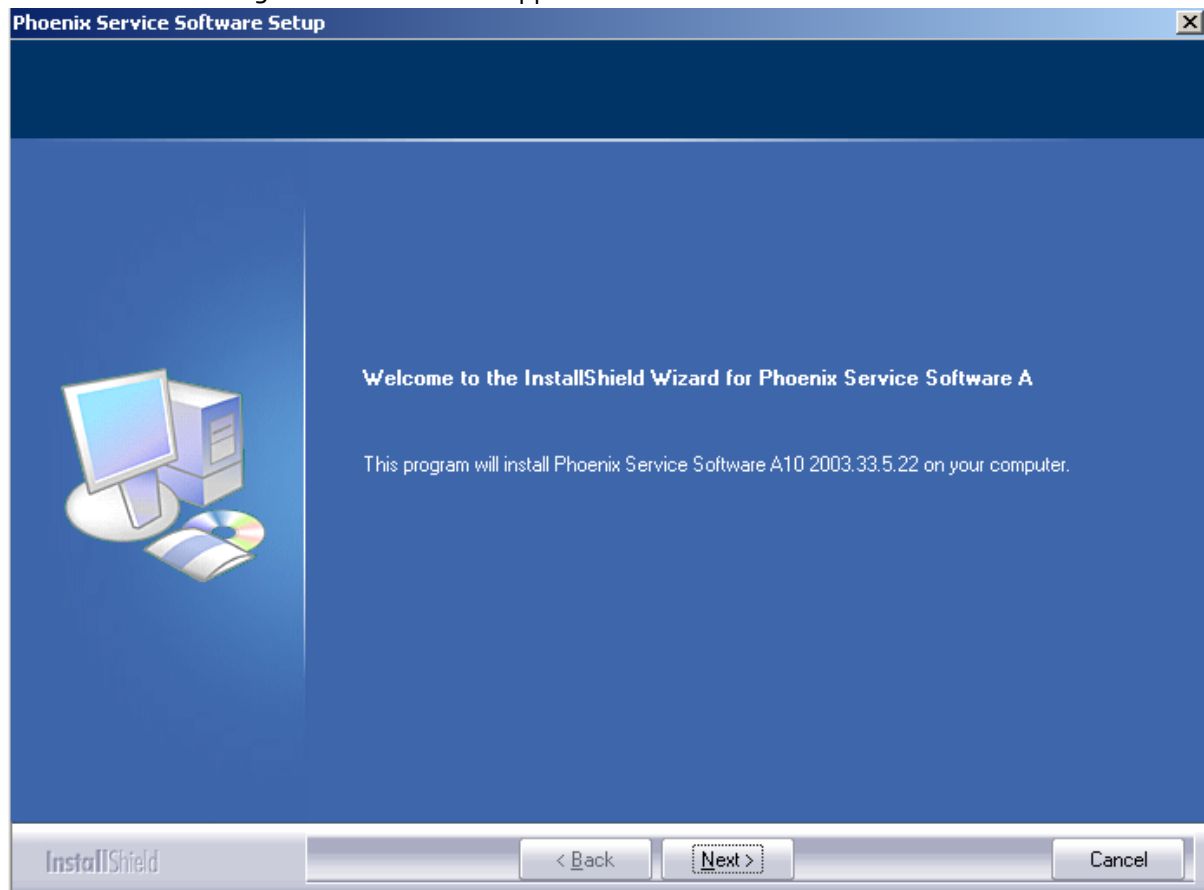 Phoenix Service Software Setup
Welcome to the InstallShield Wizard for Phoenix Service Software A
This program will install Phoenix Service Software A10 2003.33.5.22 on your computer.
InstallShield
< Back
Next >
Cancel